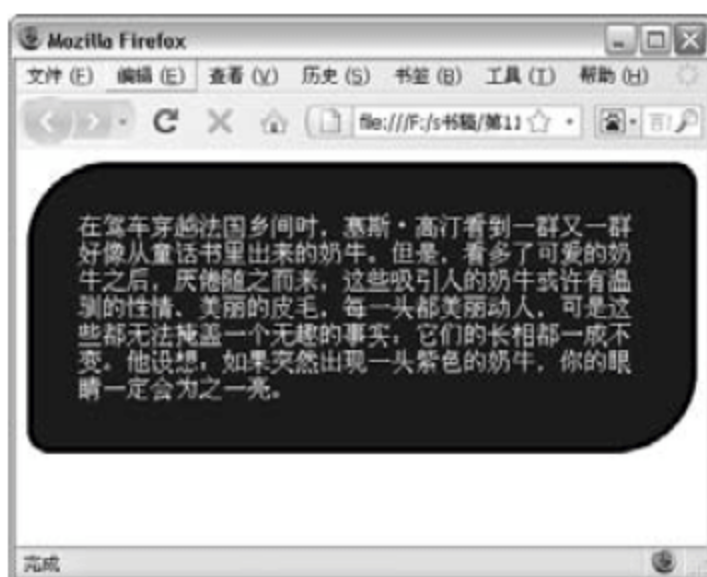 Mozilla Firefox
文件(F) 编辑(E) 查看(V) 历史(S) 书签(B) 工具(T) 帮助(H)
file:///F:/s书稿/第11
在驾车穿越法国乡间时，塞斯·高汀看到一群又一群
好像从童话书里出来的奶牛。但是，看多了可爱的奶
牛之后，厌倦随之而来，这些吸引人的奶牛或许有温
驯的性情、美丽的皮毛，每一头都美丽动人，可是这
些都无法掩盖一个无趣的事实：它们的长相都一成不
变。他设想，如果突然出现一头紫色的奶牛，你的眼
睛一定会为之一亮。
完成